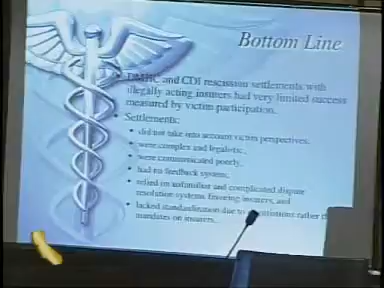 Bottom Line
• DMHC and CDI rescission settlements with
illegally acting insurers had very limited success
measured by victim participation.
• Settlements:
• did not take into account victim perspectives,
• were complex and legalistic,
• were communicated poorly,
• had no feedback system,
• relied on unfamiliar and complicated dispute
resolution systems favoring insurers, and
• lacked standardization due to rather
mandates on insurers.